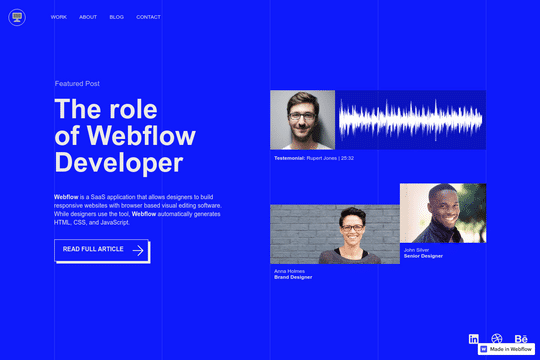 WORK ABOUT BLOG CONTACT
Featured Post
The role
of Webflow
Developer
Webflow is a SaaS application that allows designers to build
responsive websites with browser based visual editing software.
While designers use the tool, Webflow automatically generates
HTML, CSS, and JavaScript.
READ FULL ARTICLE
Testemonial: Rupert Jones | 25:32
John Silver
Senior Designer
Anna Holmes
Brand Designer
in
Bē
Made in Webflow